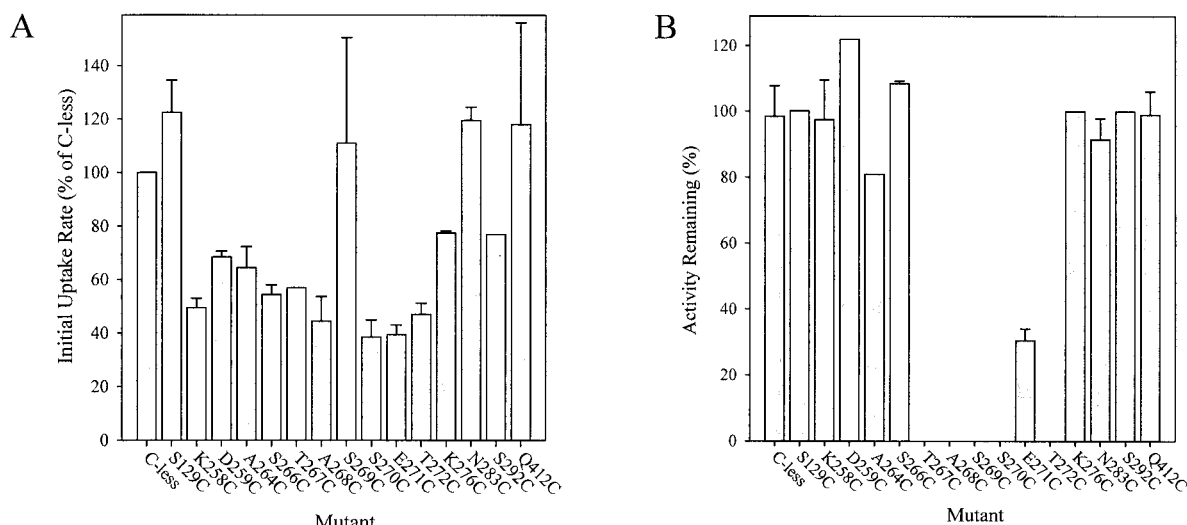 A
Initial Uptake Rate (% of C-less)
140
120
100
80
60
40
20
0
C-less
S129C
K258C
D259C
A264C
S266C
T267C
A268C
S269C
S270C
E271C
T272C
K276C
N283C
S292C
Q412C
Mutant
B
Activity Remaining (%)
120
100
80
60
40
20
0
C-less
S129C
K258C
D259C
A264C
S266C
T267C
A268C
S269C
S270C
E271C
T272C
K276C
N283C
S292C
Q412C
Mutant